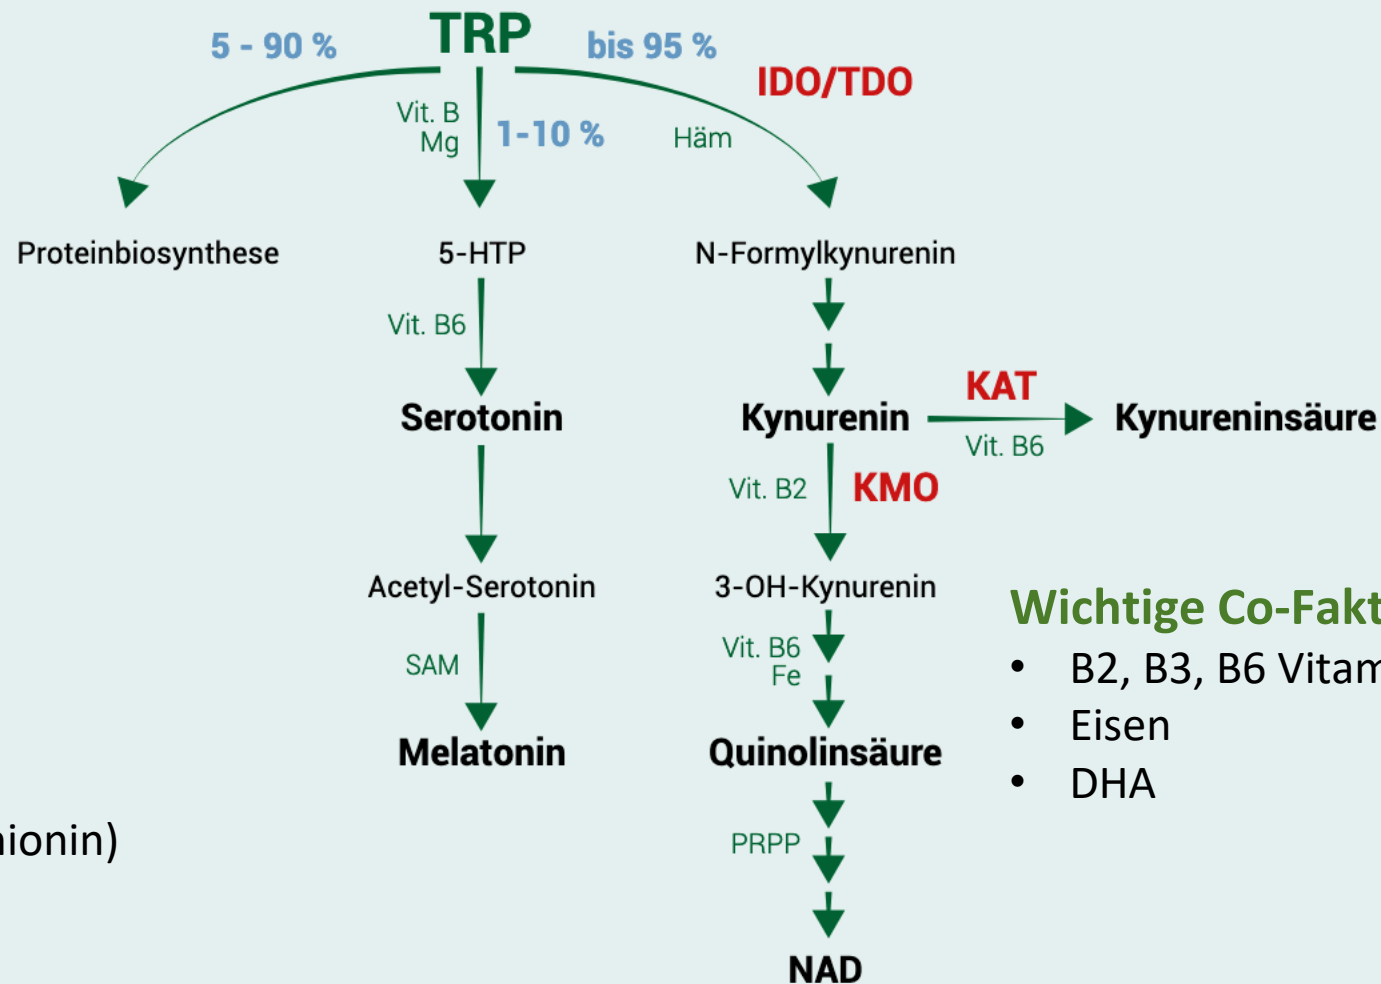 TRP
5 - 90 %
bis 95 %
IDO/TDO
Vit. B
Mg
1-10 %
Häm
Proteinbiosynthese
5-HTP
N-Formylkynurenin
Vit. B6
Serotonin
Kynurenin
KAT
Vit. B6
Kynureninsäure
Vit. B2
KMO
Acetyl-Serotonin
3-OH-Kynurenin
SAM
Vit. B6
Fe
Melatonin
Quinolinsäure
PRPP
NAD
Wichtige Co-Fakt
• B2, B3, B6 Vitam
• Eisen
• DHA
ionin)